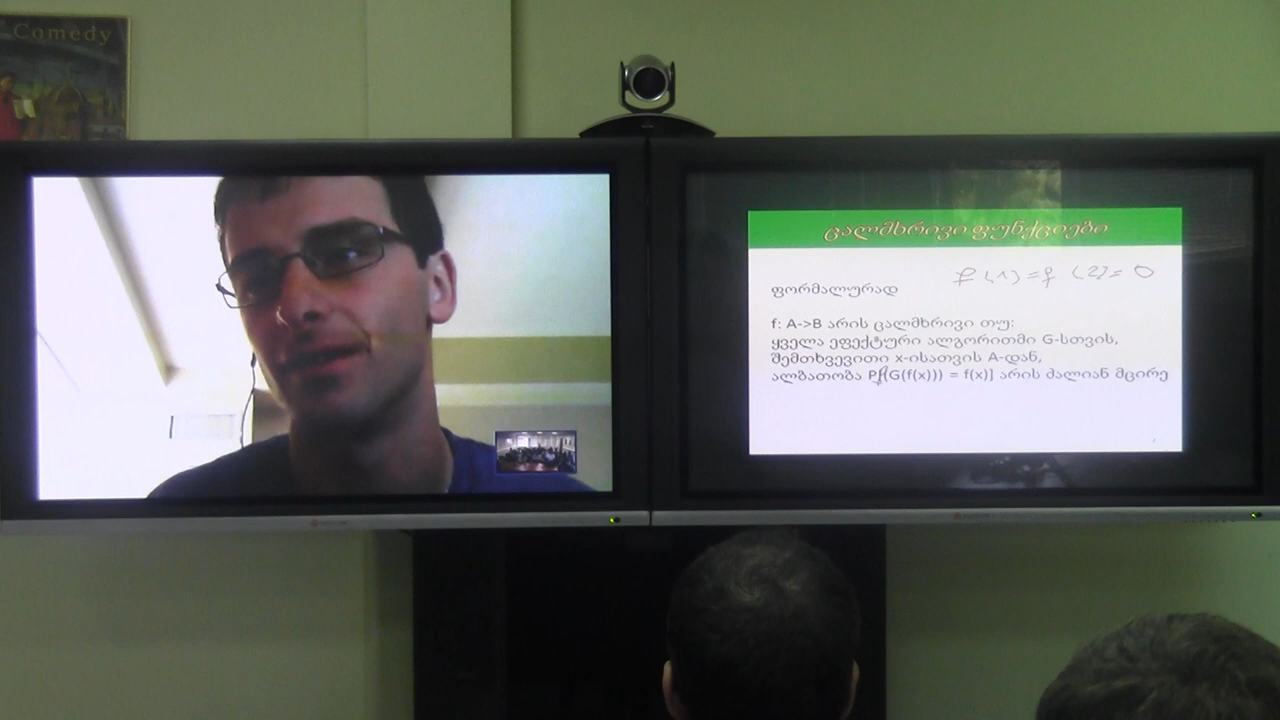 Comedy
ცალმხრივი ფუნქციები
f(1)=f(2)=0
ფორმალურად
f: A->B არის ცალმხრივი თუ:
ყველა ეფექტური ალგორითმი G-სთვის,
შემთხვევითი x-ისათვის A-დან,
ალბათობა P[f(G(f(x))) = f(x)] არის ძალიან მცირე